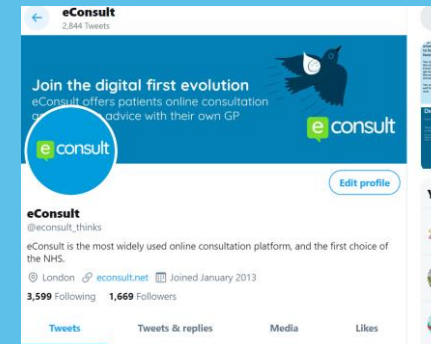 eConsult
2,844 Tweets
Join the digital first evolution
eConsult offers patients online consultation
advice with their own GP
e consult
e consult
Edit profile
eConsult
@econsult_thinks
eConsult is the most widely used online consultation platform, and the first choice of
the NHS.
London econsult.net Joined January 2013
3,599 Following 1,669 Followers
Tweets Tweets & replies Media Likes